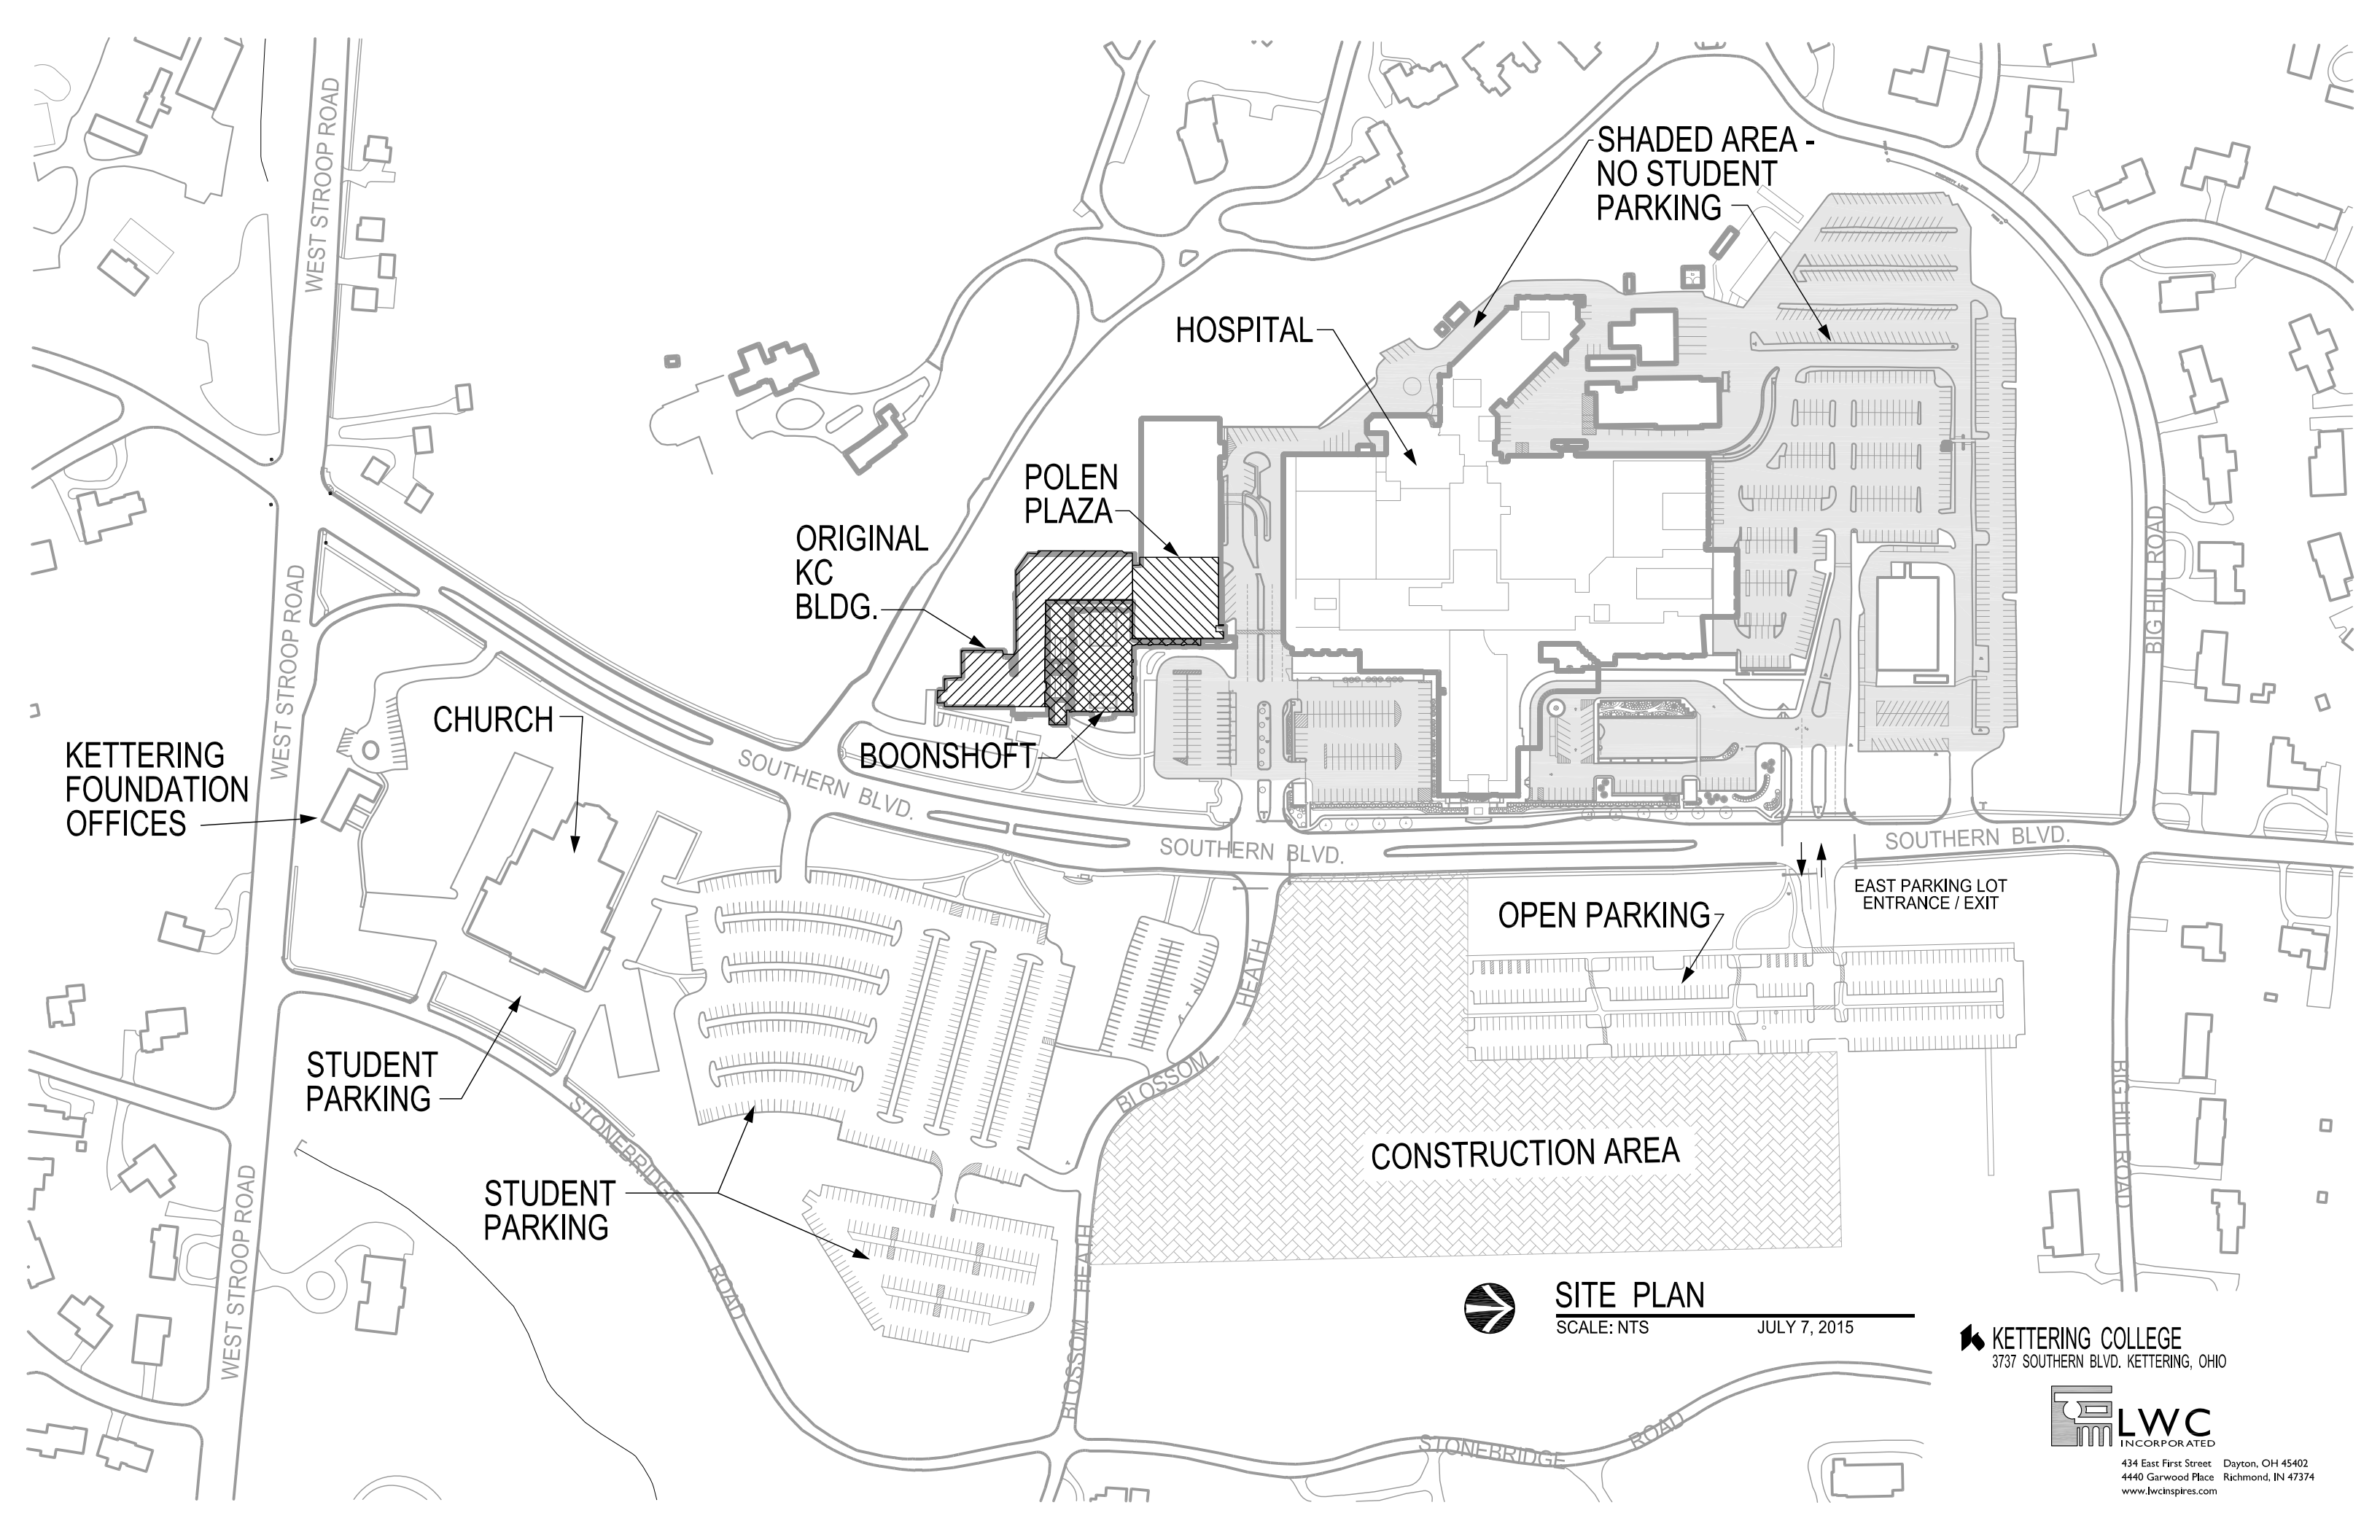 WEST STROOP ROAD
SHADED AREA -
NO STUDENT
PARKING
HOSPITAL
POLEN
PLAZA
ORIGINAL
KC
BLDG.
BIG HILL ROAD
WEST STROOP ROAD
CHURCH
KETTERING
FOUNDATION
OFFICES
BOONSHOFT
SOUTHERN BLVD.
SOUTHERN BLVD.
SOUTHERN BLVD.
EAST PARKING LOT
ENTRANCE / EXIT
OPEN PARKING
HEATH
BLOSSOM
STUDENT
PARKING
STONEBRIDGE
ROAD
CONSTRUCTION AREA
BIG HILL ROAD
STUDENT
PARKING
WEST STROOP ROAD
BLOSSOM HEATH
SITE PLAN
SCALE: NTS JULY 7, 2015
KETTERING COLLEGE
3737 SOUTHERN BLVD. KETTERING, OHIO
STONEBRIDGE ROAD
LWC
INCORPORATED
434 East First Street Dayton, OH 45402
4440 Garwood Place Richmond, IN 47374
www.lwcinspires.com